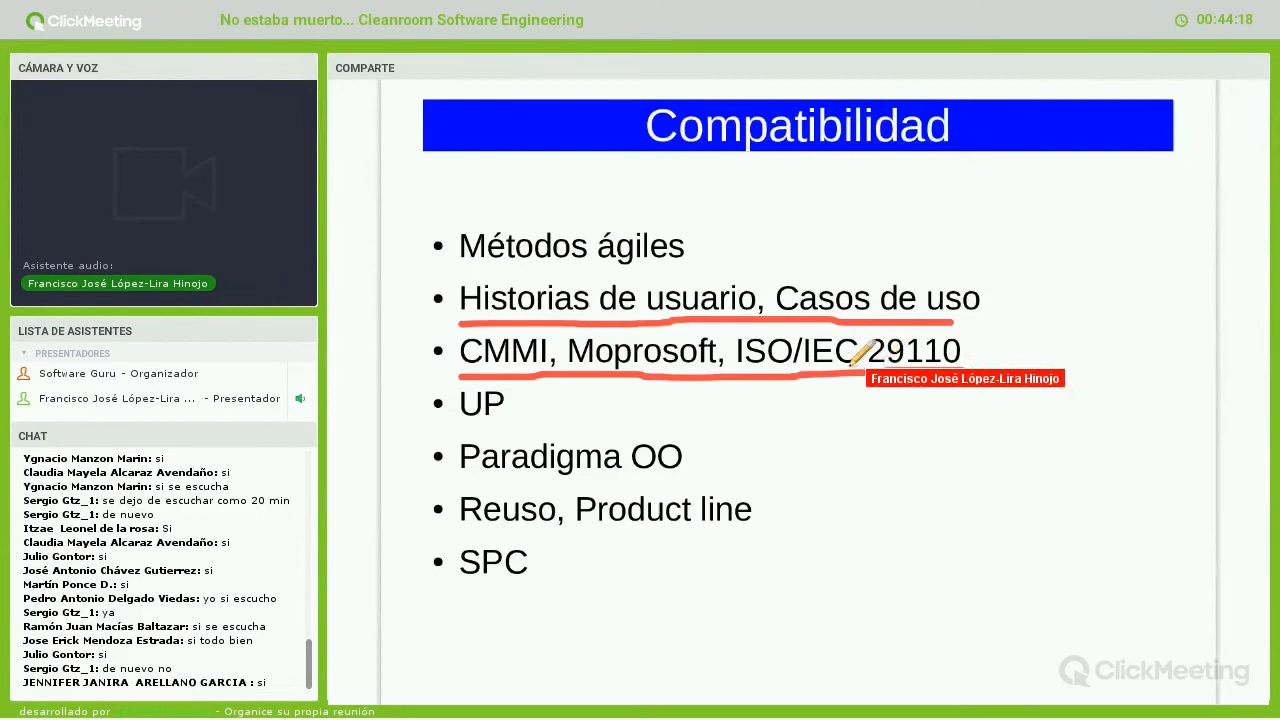 ClickMeeting
No estaba muerto... Cleanroom Software Engineering
00:44:18
CÁMARA Y VOZ
Asistente audio:
Francisco José López-Lira Hinojo
LISTA DE ASISTENTES
PRESENTADORES
Software Guru - Organizador
Francisco José López-Lira ... - Presentador
CHAT
Ygnacio Manzon Marin: si
Claudia Mayela Alcaraz Avendaño: si
Ygnacio Manzon Marin: si se escucha
Sergio Gtz_1: se dejo de escuchar como 20 min
Sergio Gtz_1: de nuevo
Itzae Leonel de la rosa: Si
Claudia Mayela Alcaraz Avendaño: si
Julio Gontor: si
José Antonio Chávez Gutierrez: si
Martín Ponce D.: si
Pedro Antonio Delgado Viedas: yo si escucho
Sergio Gtz_1: ya
Ramón Juan Macías Baltazar: si se escucha
Jose Erick Mendoza Estrada: si todo bien
Julio Gontor: si
Sergio Gtz_1: de nuevo no
JENNIFER JANIRA ARELLANO GARCIA : si
desarrollado por
- Organice su propia reunión
COMPARTE
Compatibilidad
• Métodos ágiles
• Historias de usuario, Casos de uso
• CMMI, Moprosoft, ISO/IEC 29110
Francisco José López-Lira Hinojo
• UP
• Paradigma OO
• Reuso, Product line
• SPC
ClickMeeting